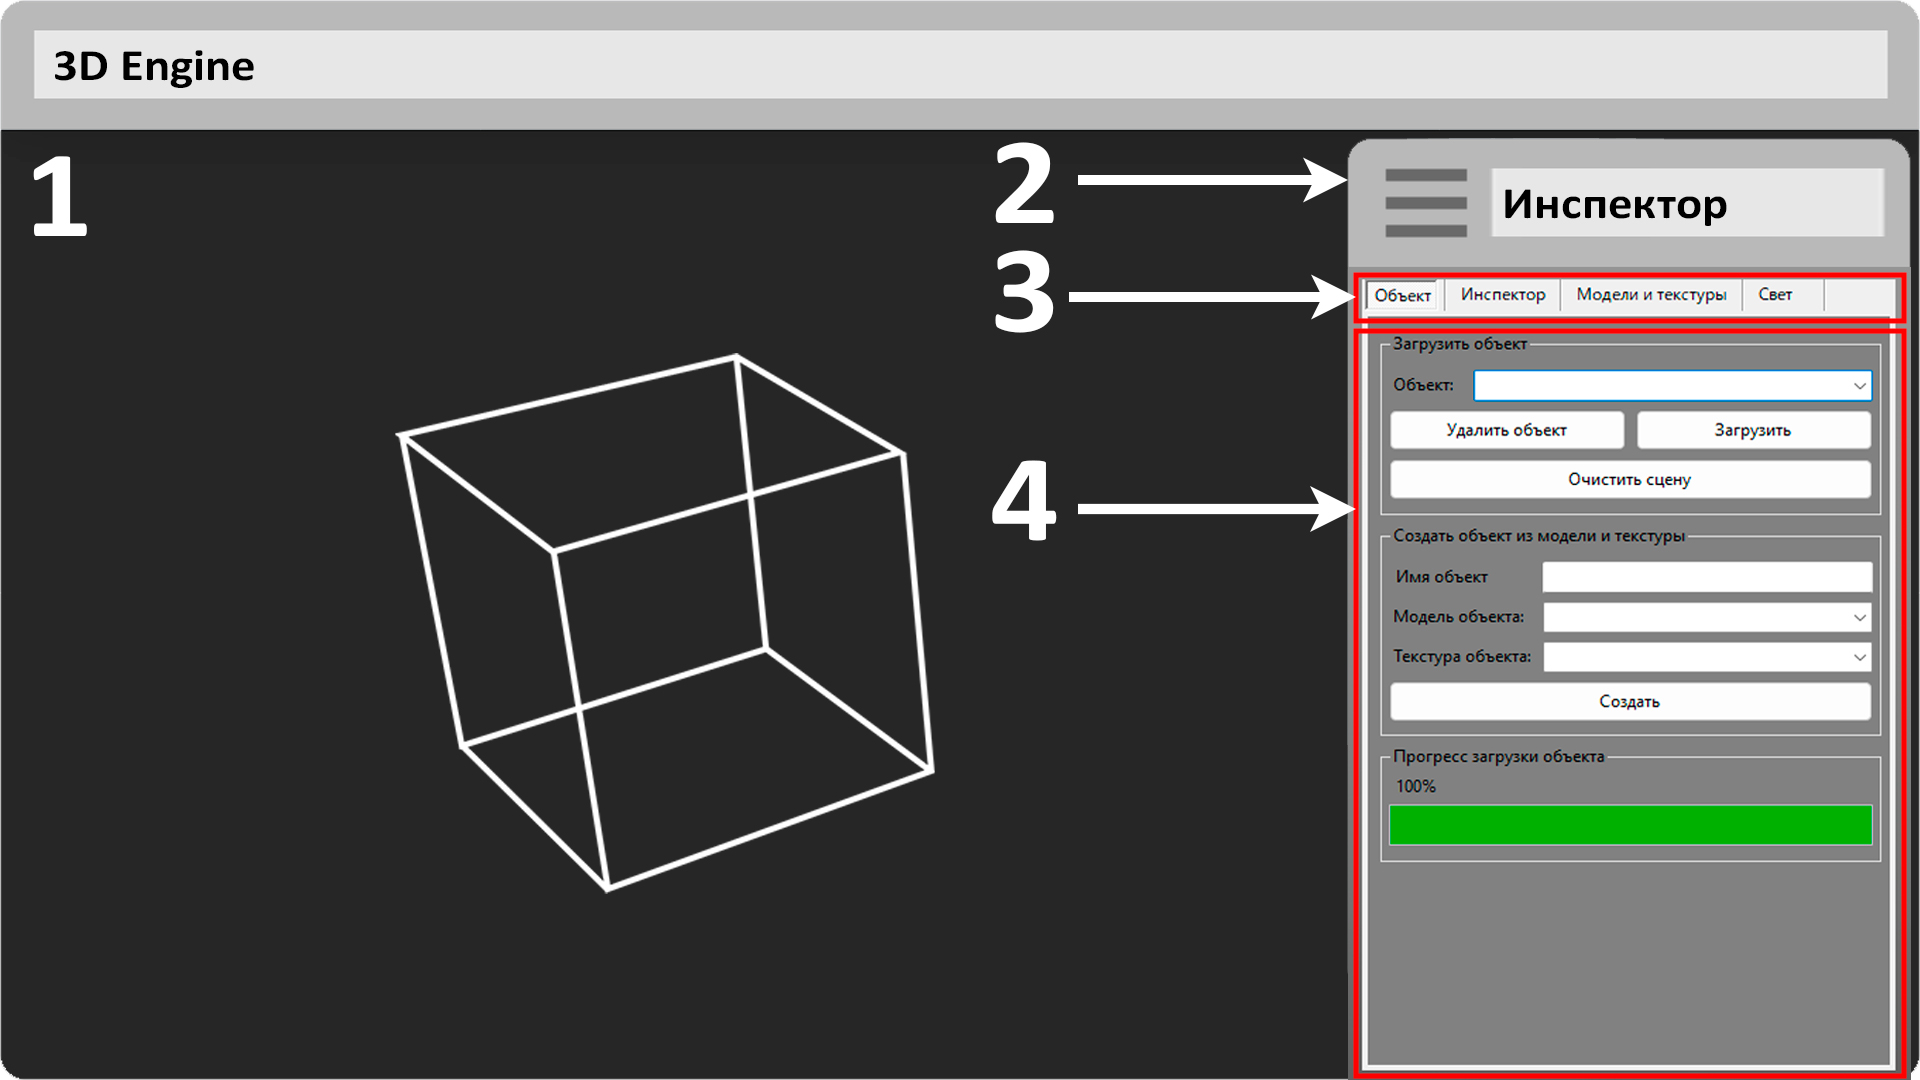 3D Engine
1
2
Инспектор
3
Объект
Инспектор
Модели и текстуры
Свет
Загрузить объект
Объект:
Удалить объект
Загрузить
Очистить сцену
4
Создать объект из модели и текстуры
Имя объект
Модель объекта:
Текстура объекта:
Создать
Прогресс загрузки объекта
100%